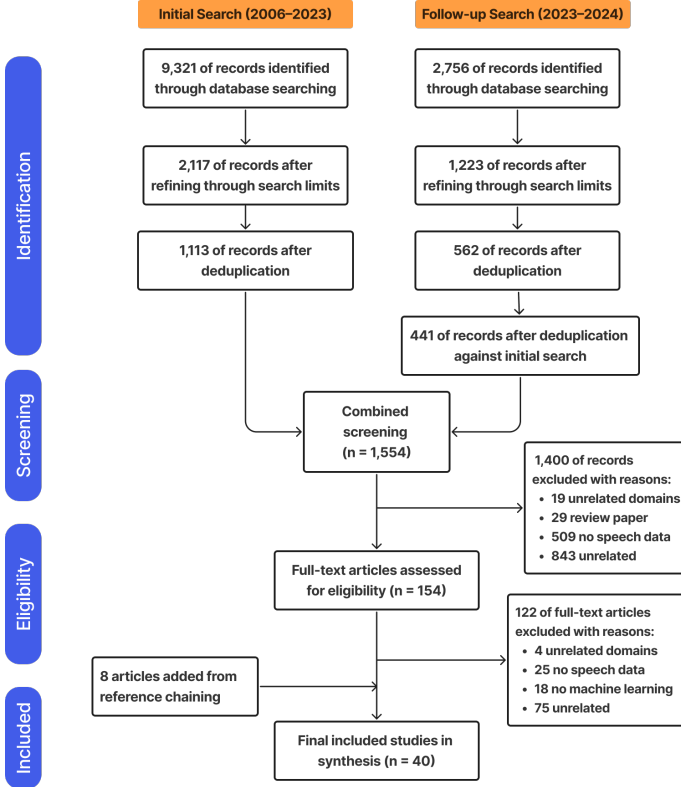 Initial Search (2006–2023)
Follow-up Search (2023–2024)
Identification
9,321 of records identified
through database searching
2,756 of records identified
through database searching
2,117 of records after
refining through search limits
1,223 of records after
refining through search limits
1,113 of records after
deduplication
562 of records after
deduplication
441 of records after deduplication
against initial search
Screening
Combined
screening
(n = 1,554)
1,400 of records
excluded with reasons:
• 19 unrelated domains
• 29 review paper
• 509 no speech data
• 843 unrelated
Eligibility
Full-text articles assessed
for eligibility (n = 154)
122 of full-text articles
excluded with reasons:
• 4 unrelated domains
• 25 no speech data
• 18 no machine learning
• 75 unrelated
8 articles added from
reference chaining
Included
Final included studies in
synthesis (n = 40)